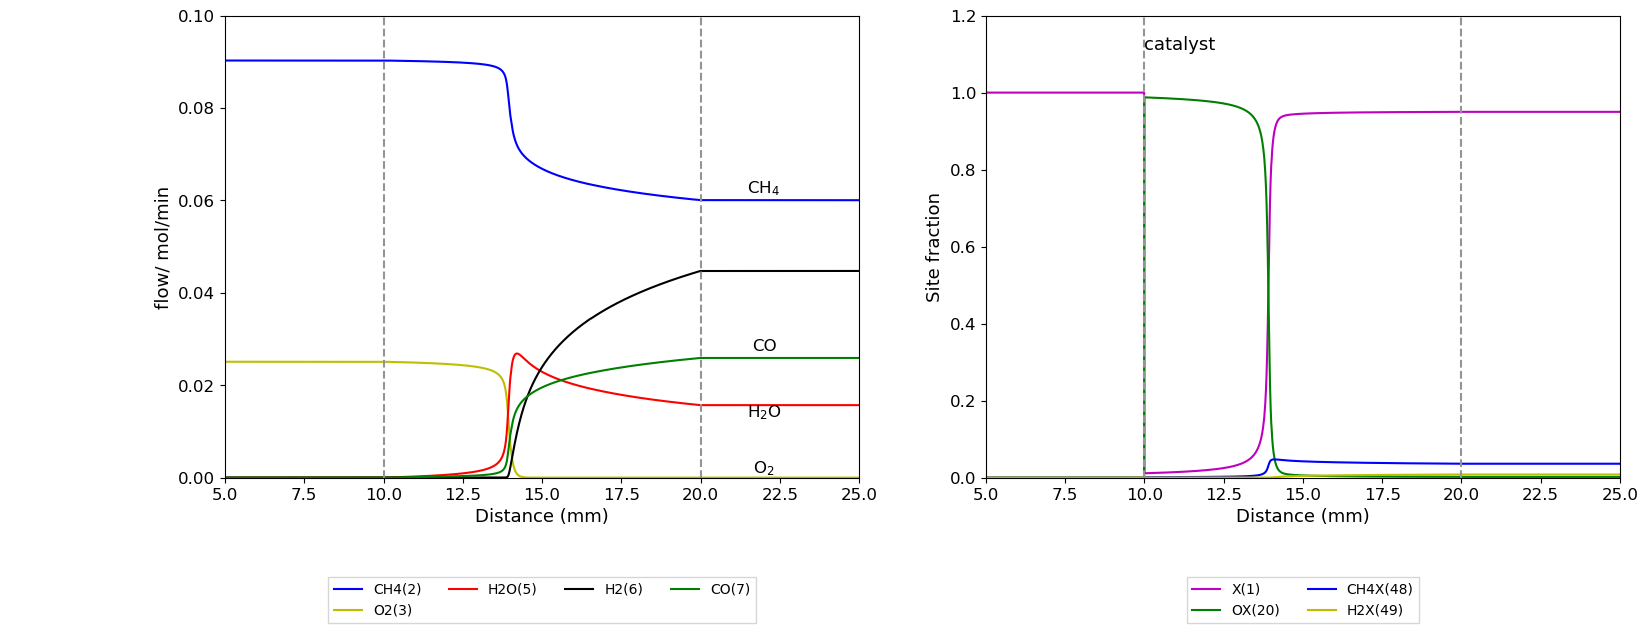 0.10
0.08
0.06
0.04
0.02
0.00
flow/ mol/min
CH₄
CO
H₂O
O₂
5.0 7.5 10.0 12.5 15.0 17.5 20.0 22.5 25.0
Distance (mm)
CH4(2) H2O(5) H2(6) CO(7)
O2(3)
1.2
1.0
0.8
0.6
0.4
0.2
0.0
Site fraction
catalyst
5.0 7.5 10.0 12.5 15.0 17.5 20.0 22.5 25.0
Distance (mm)
X(1) CH4X(48)
OX(20) H2X(49)